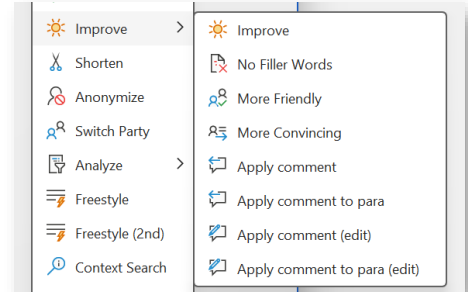 Improve
Shorten
Anonymize
Switch Party
Analyze
Freestyle
Freestyle (2nd)
Context Search
Improve
No Filler Words
More Friendly
More Convincing
Apply comment
Apply comment to para
Apply comment (edit)
Apply comment to para (edit)